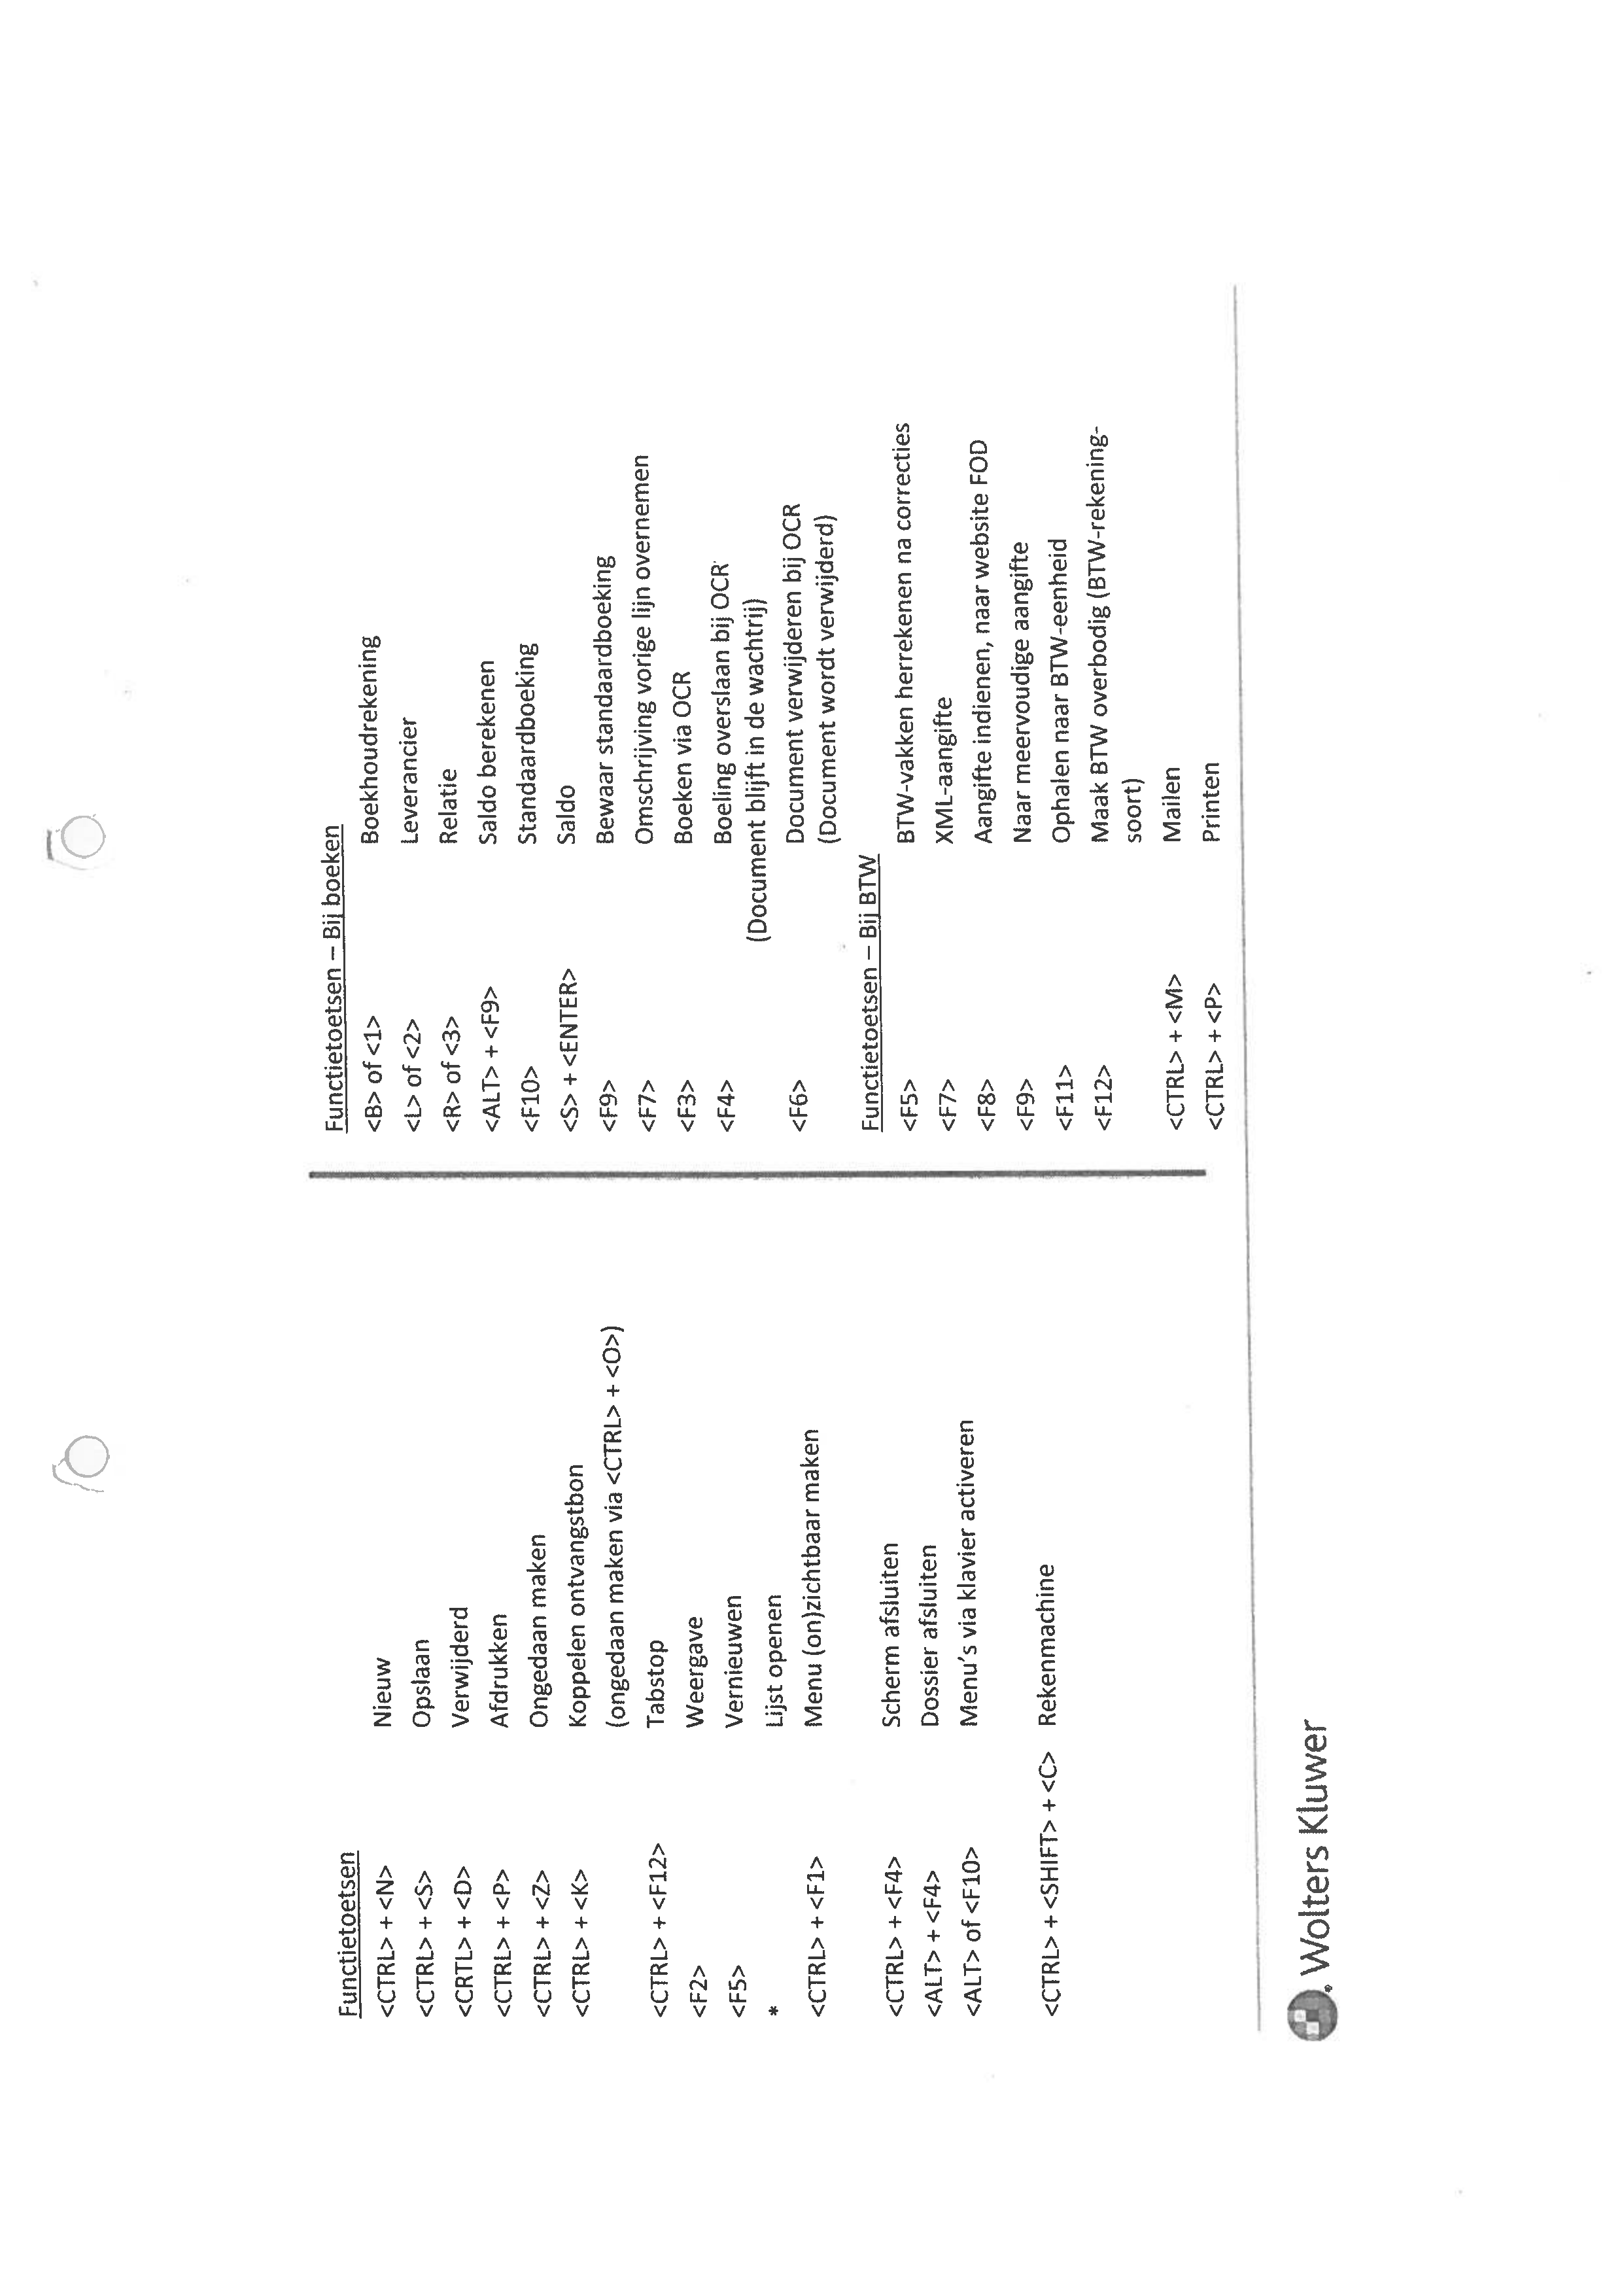 Functietoetsen
<CTRL> + <N> Nieuw
<CTRL> + <S> Opslaan
<CRTL> + <D> Verwijderd
<CTRL> + <P> Afdrukken
<CTRL> + <Z> Ongedaan maken
<CTRL> + <K> Koppelen ontvangstbon
(ongedaan maken via <CTRL> + <O>)
<CTRL> + <F12> Tabstop
<F2> Weergave
<F5> Vernieuwen
* Lijst openen
<CTRL> + <F1> Menu (on)zichtbaar maken
<CTRL> + <F4> Scherm afsluiten
<ALT> + <F4> Dossier afsluiten
<ALT> of <F10> Menu's via klavier activeren
<CTRL> + <SHIFT> + <C> Rekenmachine
Functietoetsen – Bij boeken
<B> of <1> Boekhoudrekening
<L> of <2> Leverancier
<R> of <3> Relatie
<ALT> + <F9> Saldo berekenen
<F10> Standaardboeking
<S> + <ENTER> Saldo
<F9> Bewaar standaardboeking
<F7> Omschrijving vorige lijn overnemen
<F3> Boeken via OCR
<F4> Boeling overslaan bij OCR
(Document blijft in de wachtrij)
<F6> Document verwijderen bij OCR
(Document wordt verwijderd)
Functietoetsen – Bij BTW
<F5> BTW-vakken herrekenen na correcties
<F7> XML-aangifte
<F8> Aangifte indienen, naar website FOD
<F9> Naar meervoudige aangifte
<F11> Ophalen naar BTW-eenheid
<F12> Maak BTW overbodig (BTW-rekening-
soort)
<CTRL> + <M> Mailen
<CTRL> + <P> Printen
Wolters Kluwer